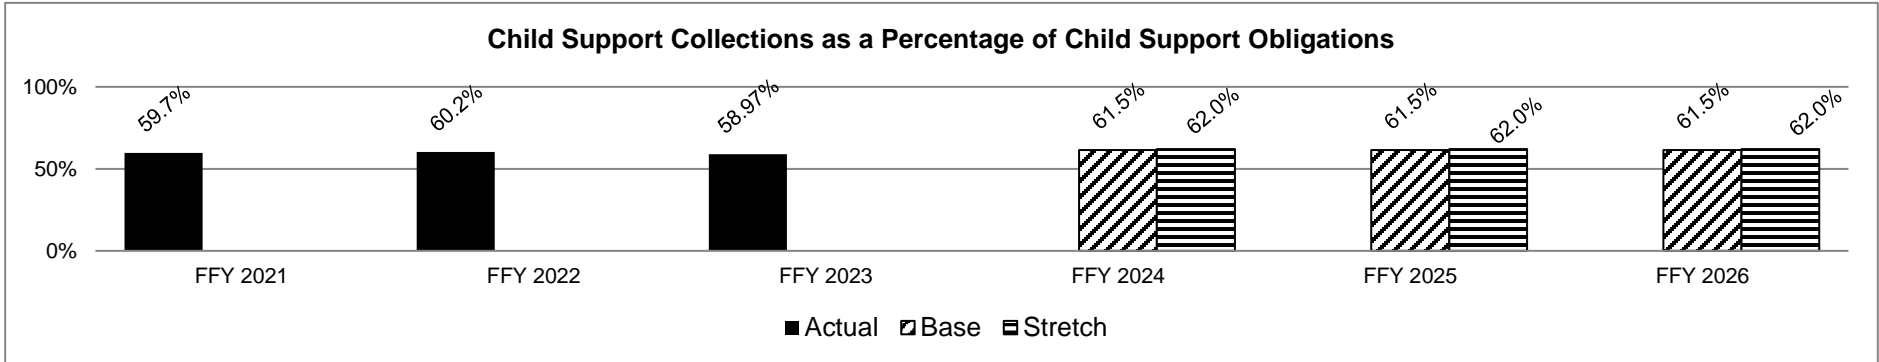 Child Support Collections as a Percentage of Child Support Obligations
100%
59.7%
60.2%
58.97%
61.5%
62.0%
61.5%
62.0%
61.5%
62.0%
50%
0%
FFY 2021
FFY 2022
FFY 2023
FFY 2024
FFY 2025
FFY 2026
Actual
Base
Stretch